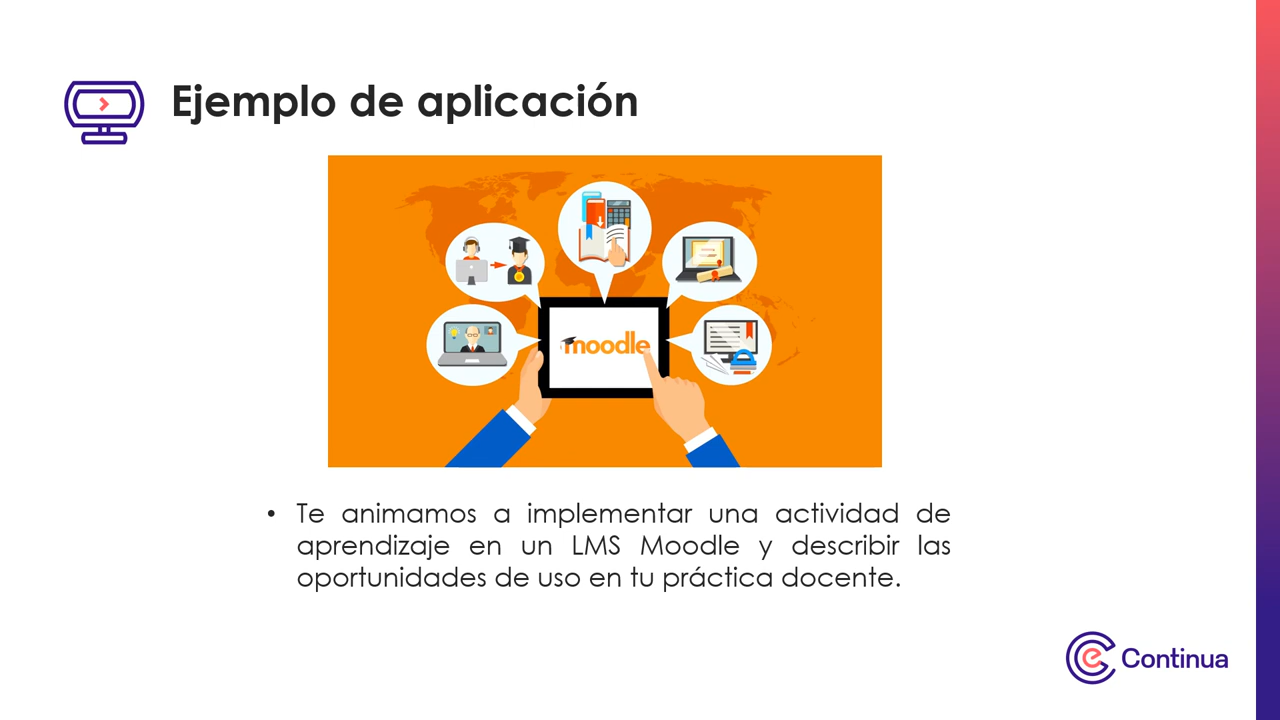 Ejemplo de aplicación
moodle
• Te animamos a implementar una actividad de
aprendizaje en un LMS Moodle y describir las
oportunidades de uso en tu práctica docente.
e Continua